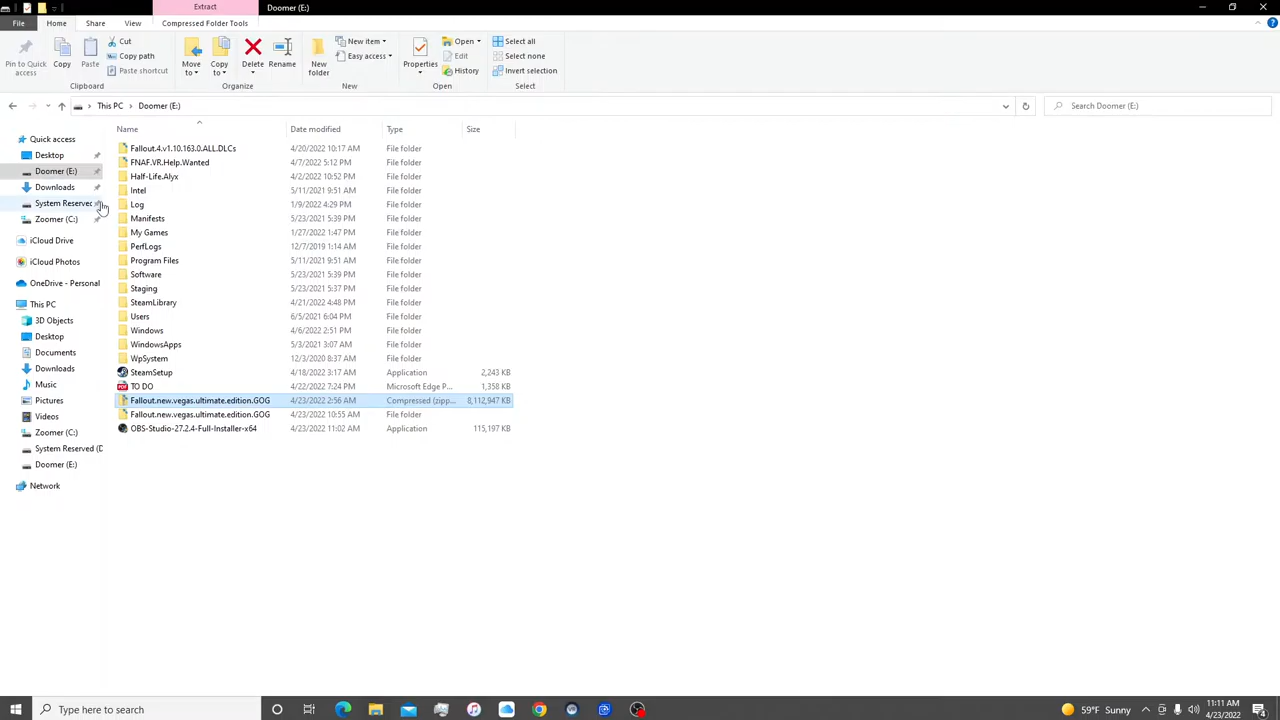 Extract
Doomer (E:)
File
Home
Share
View
Compressed Folder Tools
Pin to Quick access
Copy
Paste
Cut
Copy path
Paste shortcut
Clipboard
Move to
Copy to
Delete
Rename
Organize
New folder
New item
Easy access
New
Properties
Open
Edit
History
Open
Select all
Select none
Invert selection
Select
This PC
Doomer (E:)
Search Doomer (E:)
Name
Date modified
Type
Size
Quick access
Desktop
Doomer (E:)
Downloads
System Reserved
Zoomer (C:)
iCloud Drive
iCloud Photos
OneDrive - Personal
This PC
3D Objects
Desktop
Documents
Downloads
Music
Pictures
Videos
Zoomer (C:)
System Reserved (D
Doomer (E:)
Network
Fallout.4.v1.10.163.0.ALL.DLCs 4/20/2022 10:17 AM File folder
FNAF.VR.Help.Wanted 4/7/2022 5:12 PM File folder
Half-Life.Alyx 4/2/2022 10:52 PM File folder
Intel 5/11/2021 9:51 AM File folder
Log 1/9/2022 4:29 PM File folder
Manifests 5/23/2021 5:39 PM File folder
My Games 1/27/2022 1:47 PM File folder
PerfLogs 12/7/2019 1:14 AM File folder
Program Files 5/11/2021 9:51 AM File folder
Software 5/23/2021 5:39 PM File folder
Staging 5/23/2021 5:37 PM File folder
SteamLibrary 4/21/2022 4:48 PM File folder
Users 6/5/2021 6:04 PM File folder
Windows 4/6/2022 2:51 PM File folder
WindowsApps 5/3/2021 3:07 AM File folder
WpSystem 12/3/2020 8:37 AM File folder
SteamSetup 4/18/2022 3:17 AM Application 2,243 KB
TO DO 4/22/2022 7:24 PM Microsoft Edge P... 1,358 KB
Fallout.new.vegas.ultimate.edition.GOG 4/23/2022 2:56 AM Compressed (zipp... 8,112,947 KB
Fallout.new.vegas.ultimate.edition.GOG 4/23/2022 10:55 AM File folder
OBS-Studio-27.2.4-Full-Installer-x64 4/23/2022 11:02 AM Application 115,197 KB
Type here to search
59°F Sunny
11:11 AM
4/23/2022